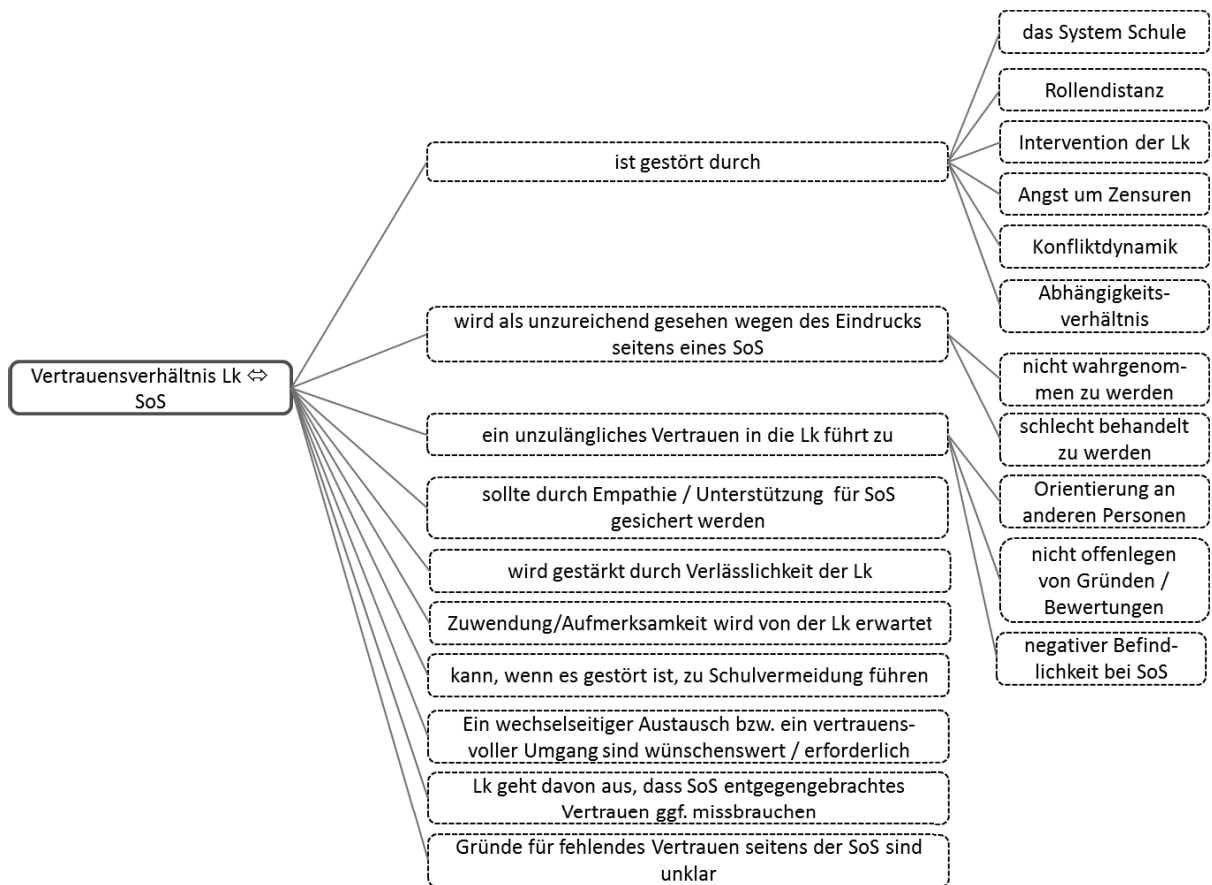 Vertrauensverhältnis Lk ⇔
SoS
ist gestört durch
das System Schule
Rollendistanz
Intervention der Lk
Angst um Zensuren
Konfliktdynamik
Abhängigkeits-
verhältnis
wird als unzureichend gesehen wegen des Eindrucks
seitens eines SoS
nicht wahrgenom-
men zu werden
schlecht behandelt
zu werden
ein unzulängliches Vertrauen in die Lk führt zu
Orientierung an
anderen Personen
nicht offenlegen
von Gründen /
Bewertungen
negativer Befind-
lichkeit bei SoS
sollte durch Empathie / Unterstützung für SoS
gesichert werden
wird gestärkt durch Verlässlichkeit der Lk
Zuwendung/Aufmerksamkeit wird von der Lk erwartet
kann, wenn es gestört ist, zu Schulvermeidung führen
Ein wechselseitiger Austausch bzw. ein vertrauens-
voller Umgang sind wünschenswert / erforderlich
Lk geht davon aus, dass SoS entgegengebrachtes
Vertrauen ggf. missbrauchen
Gründe für fehlendes Vertrauen seitens der SoS sind
unklar